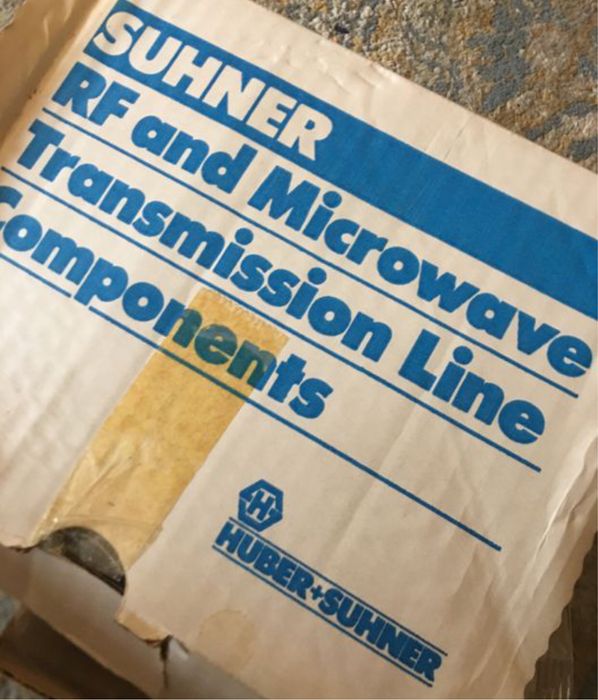 SUHNER
RF and Microwave
Transmission Line
Components
H
HUBER+SUHNER